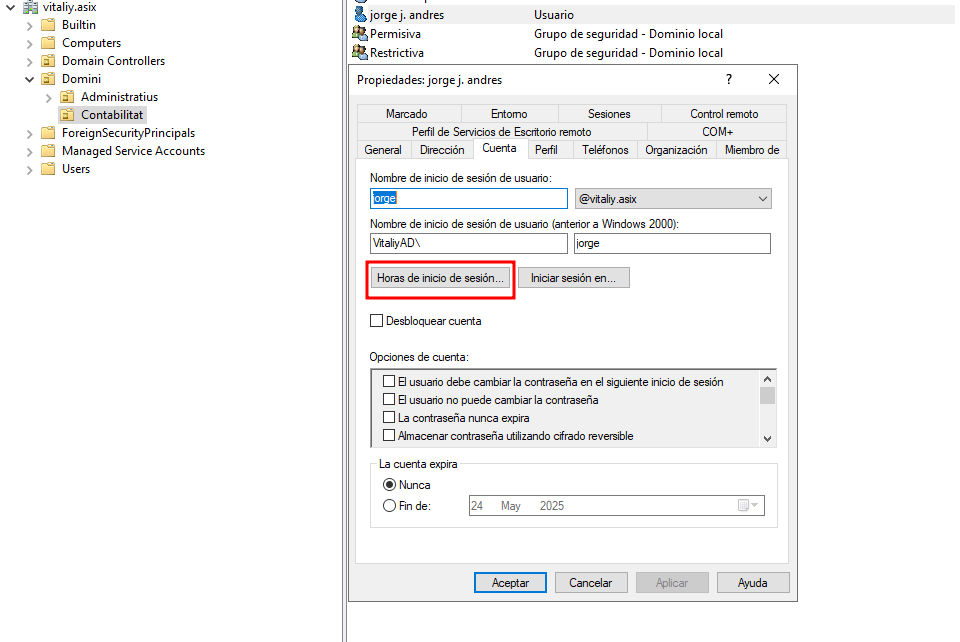 vitaliy.asix
Builtin
Computers
Domain Controllers
Domini
Administratius
Contabilitat
ForeignSecurityPrincipals
Managed Service Accounts
Users
jorge j. andres Usuario
Permisiva Grupo de seguridad - Dominio local
Restrictiva Grupo de seguridad - Dominio local
Propiedades: jorge j. andres ?
Marcado Entorno Sesiones Control remoto
Perfil de Servicios de Escritorio remoto COM+
General Dirección Cuenta Perfil Teléfonos Organización Miembro de
Nombre de inicio de sesión de usuario:
jorge @vitaliy.asix
Nombre de inicio de sesión de usuario (anterior a Windows 2000):
VitaliyAD\ jorge
Horas de inicio de sesión... Iniciar sesión en...
Desbloquear cuenta
Opciones de cuenta:
El usuario debe cambiar la contraseña en el siguiente inicio de sesión
El usuario no puede cambiar la contraseña
La contraseña nunca expira
Almacenar contraseña utilizando cifrado reversible
La cuenta expira
Nunca
Fin de: 24 May 2025
Aceptar Cancelar Aplicar Ayuda